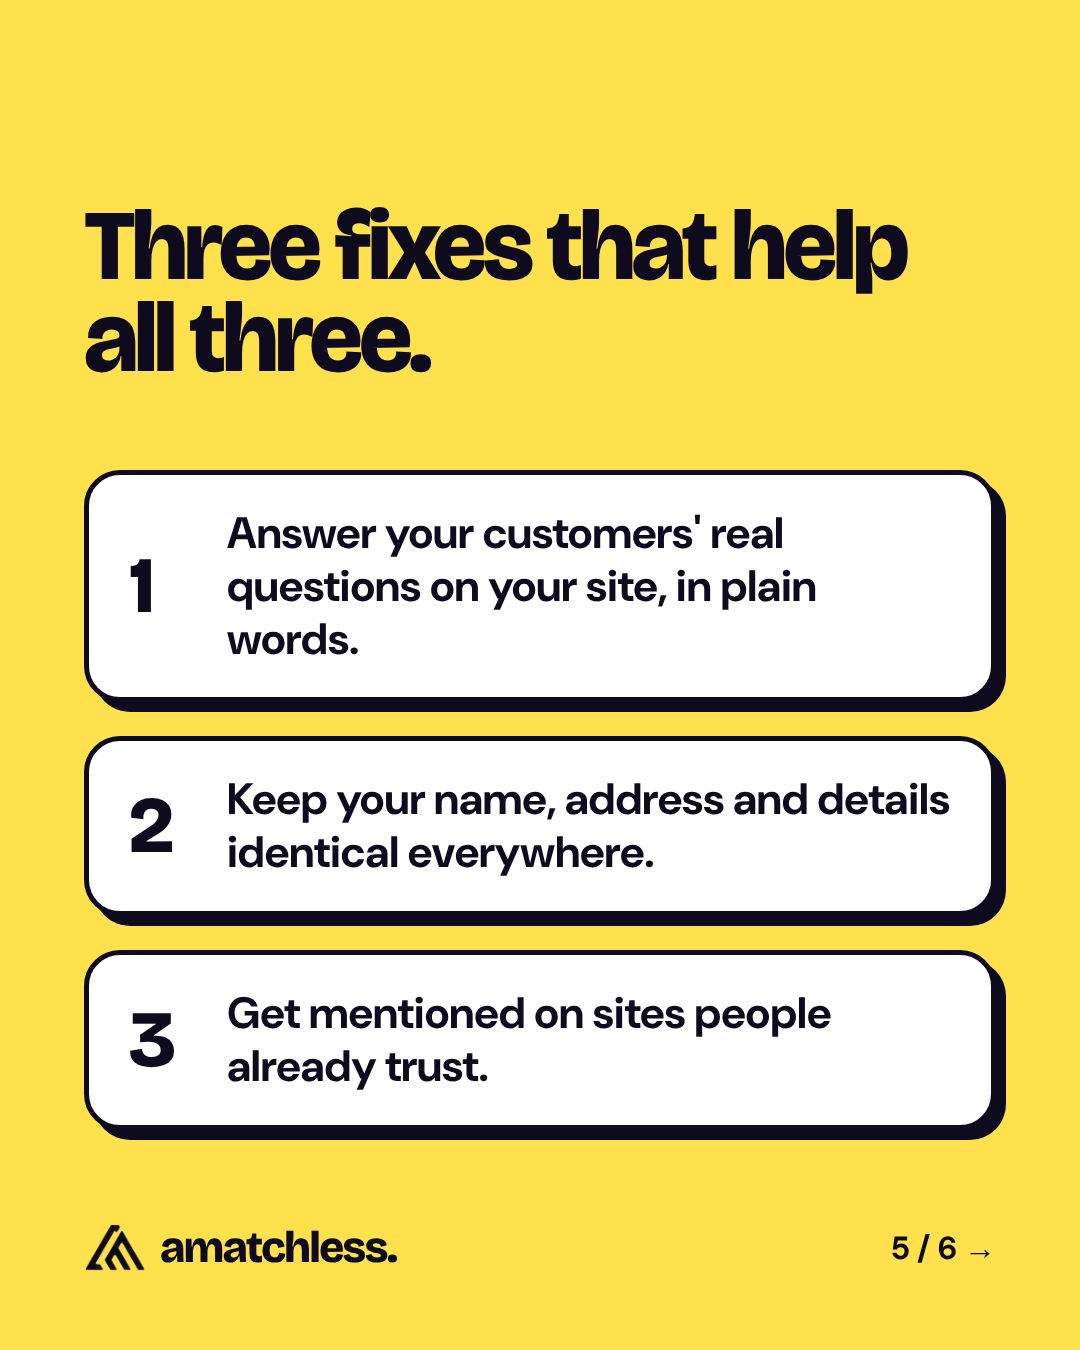 Three fixes that help
all three.
1
Answer your customers' real
questions on your site, in plain
words.
2
Keep your name, address and details
identical everywhere.
3
Get mentioned on sites people
already trust.
amatchless.
5 / 6 →